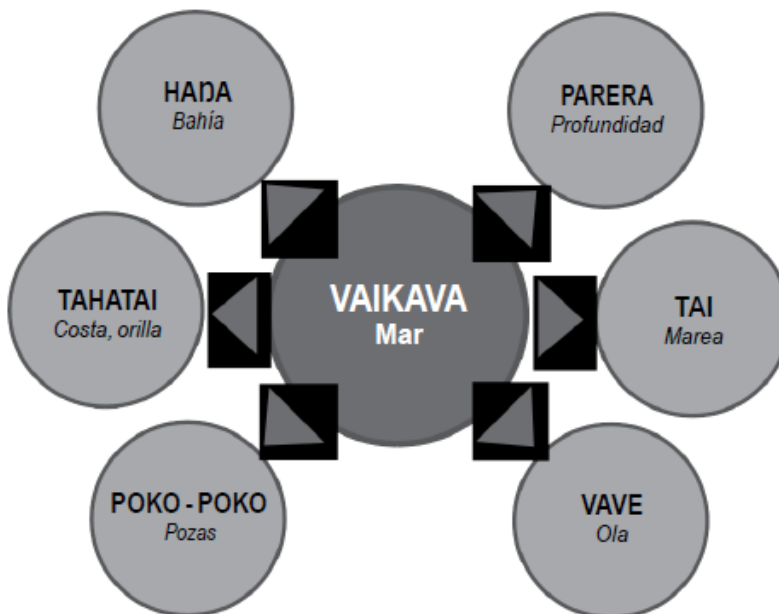 HAŊA
Bahía
PARERA
Profundidad
TAHATAI
Costa, orilla
VAIKAVA
Mar
TAI
Marea
POKO - POKO
Pozas
VAVE
Ola